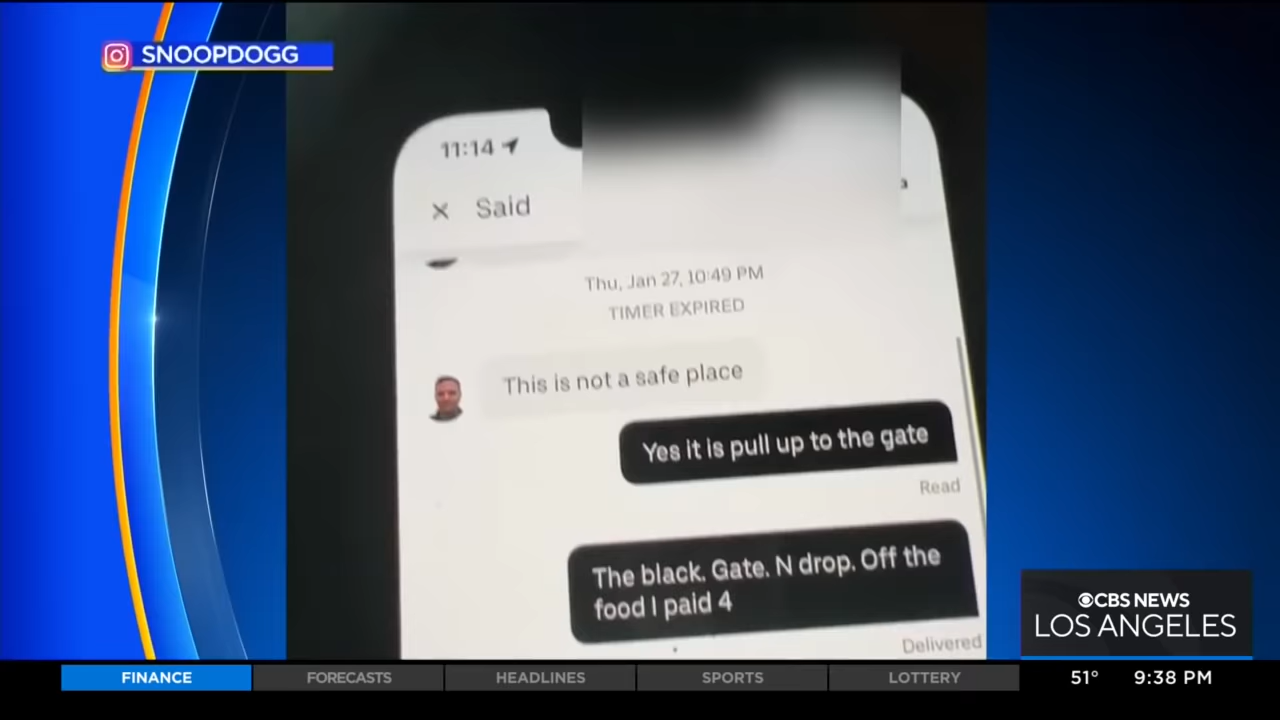 SNOOPDOGG
11:14
× Said
Thu, Jan 27, 10:49 PM
TIMER EXPIRED
This is not a safe place
Yes it is pull up to the gate
Read
The black. Gate. N drop. Off the
food I paid 4
Delivered
CBS NEWS
LOS ANGELES
FINANCE
FORECASTS
HEADLINES
SPORTS
LOTTERY
51°
9:38 PM